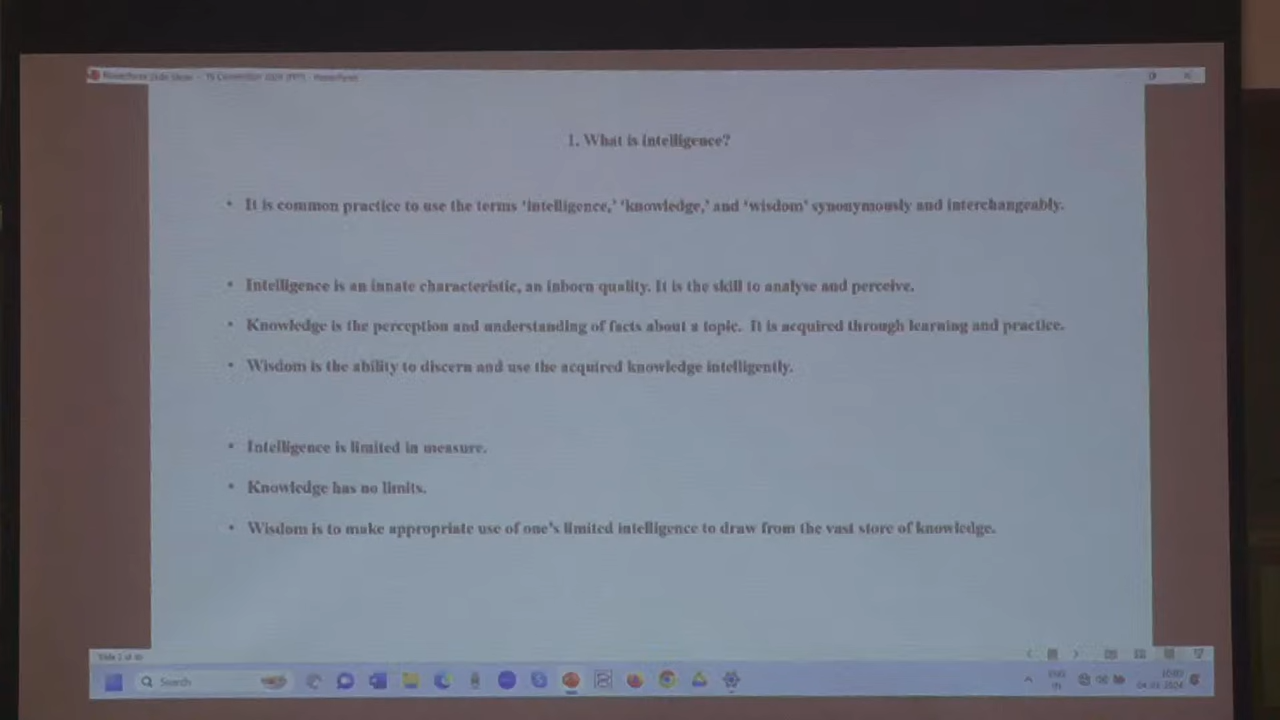 1. What is intelligence?
• It is common practice to use the terms ‘intelligence,’ ‘knowledge,’ and ‘wisdom’ synonymously and interchangeably.
• Intelligence is an innate characteristic, an inborn quality. It is the skill to analyse and perceive.
• Knowledge is the perception and understanding of facts about a topic. It is acquired through learning and practice.
• Wisdom is the ability to discern and use the acquired knowledge intelligently.
• Intelligence is limited in measure.
• Knowledge has no limits.
• Wisdom is to make appropriate use of one’s limited intelligence to draw from the vast store of knowledge.
Search